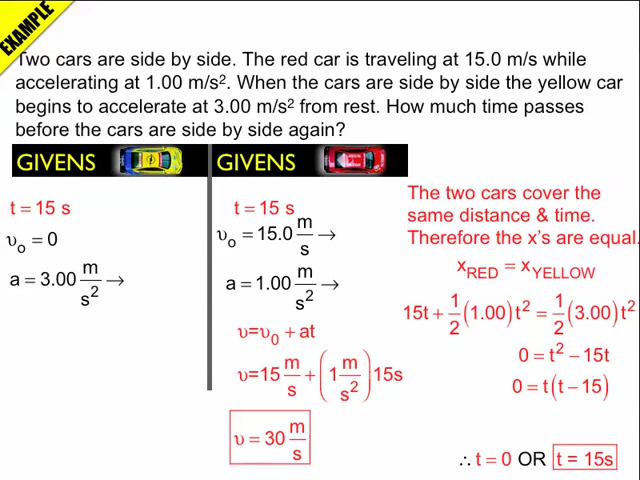 EXAMPLE
Two cars are side by side. The red car is traveling at 15.0 m/s while
accelerating at 1.00 m/s². When the cars are side by side the yellow car
begins to accelerate at 3.00 m/s² from rest. How much time passes
before the cars are side by side again?
GIVENS
t = 15 s
υₒ = 0
a = 3.00 m/s² →
GIVENS
t = 15 s
υₒ = 15.0 m/s →
a = 1.00 m/s² →
υ=υ₀ + at
υ=15 m/s + (1 m/s²) 15s
υ = 30 m/s
The two cars cover the
same distance & time.
Therefore the x's are equal.
x_RED = x_YELLOW
15t + 1/2 (1.00) t² = 1/2 (3.00) t²
0 = t² − 15t
0 = t(t − 15)
∴ t = 0 OR t = 15s